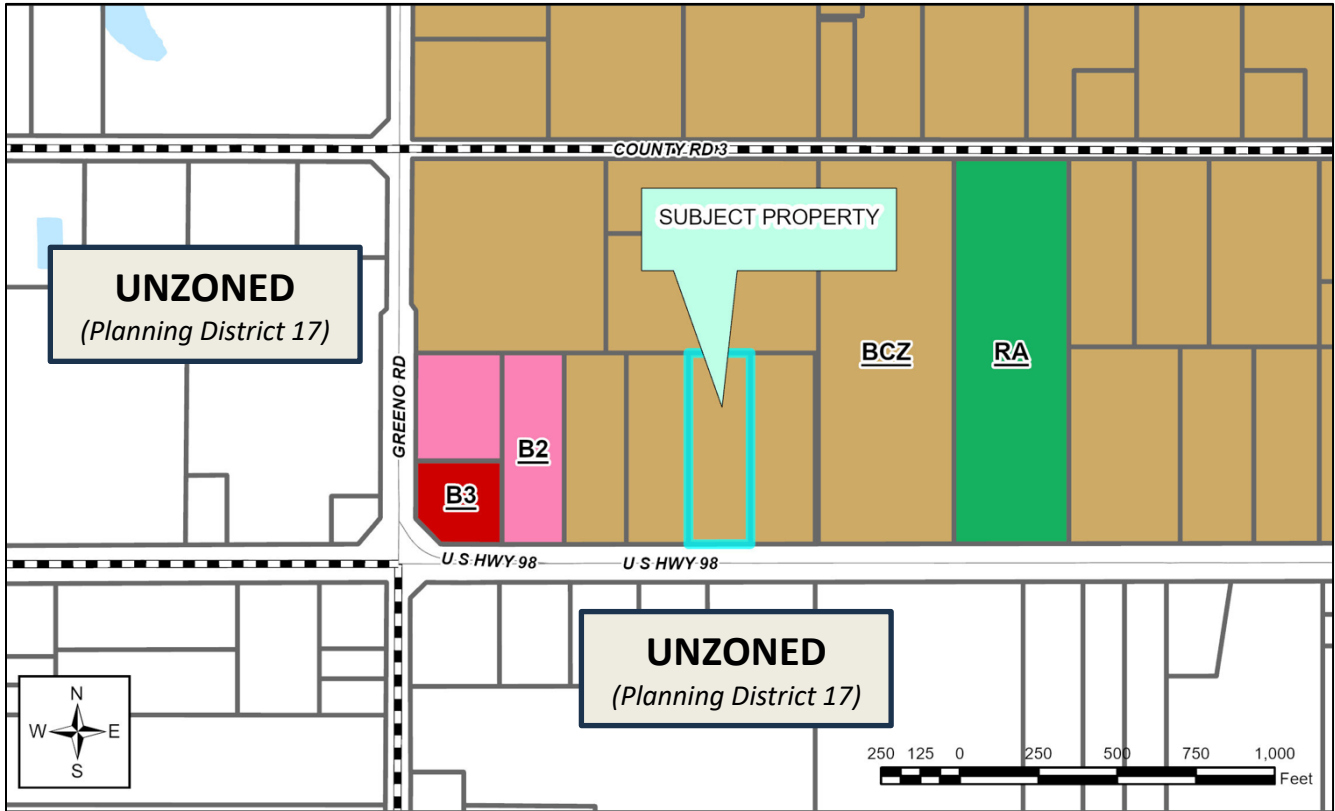 COUNTY RD 3
SUBJECT PROPERTY
UNZONED
(Planning District 17)
GREENO RD
BCZ
RA
B2
B3
U S HWY 98
U S HWY 98
UNZONED
(Planning District 17)
N
W E
S
250 125 0 250 500 750 1,000
Feet